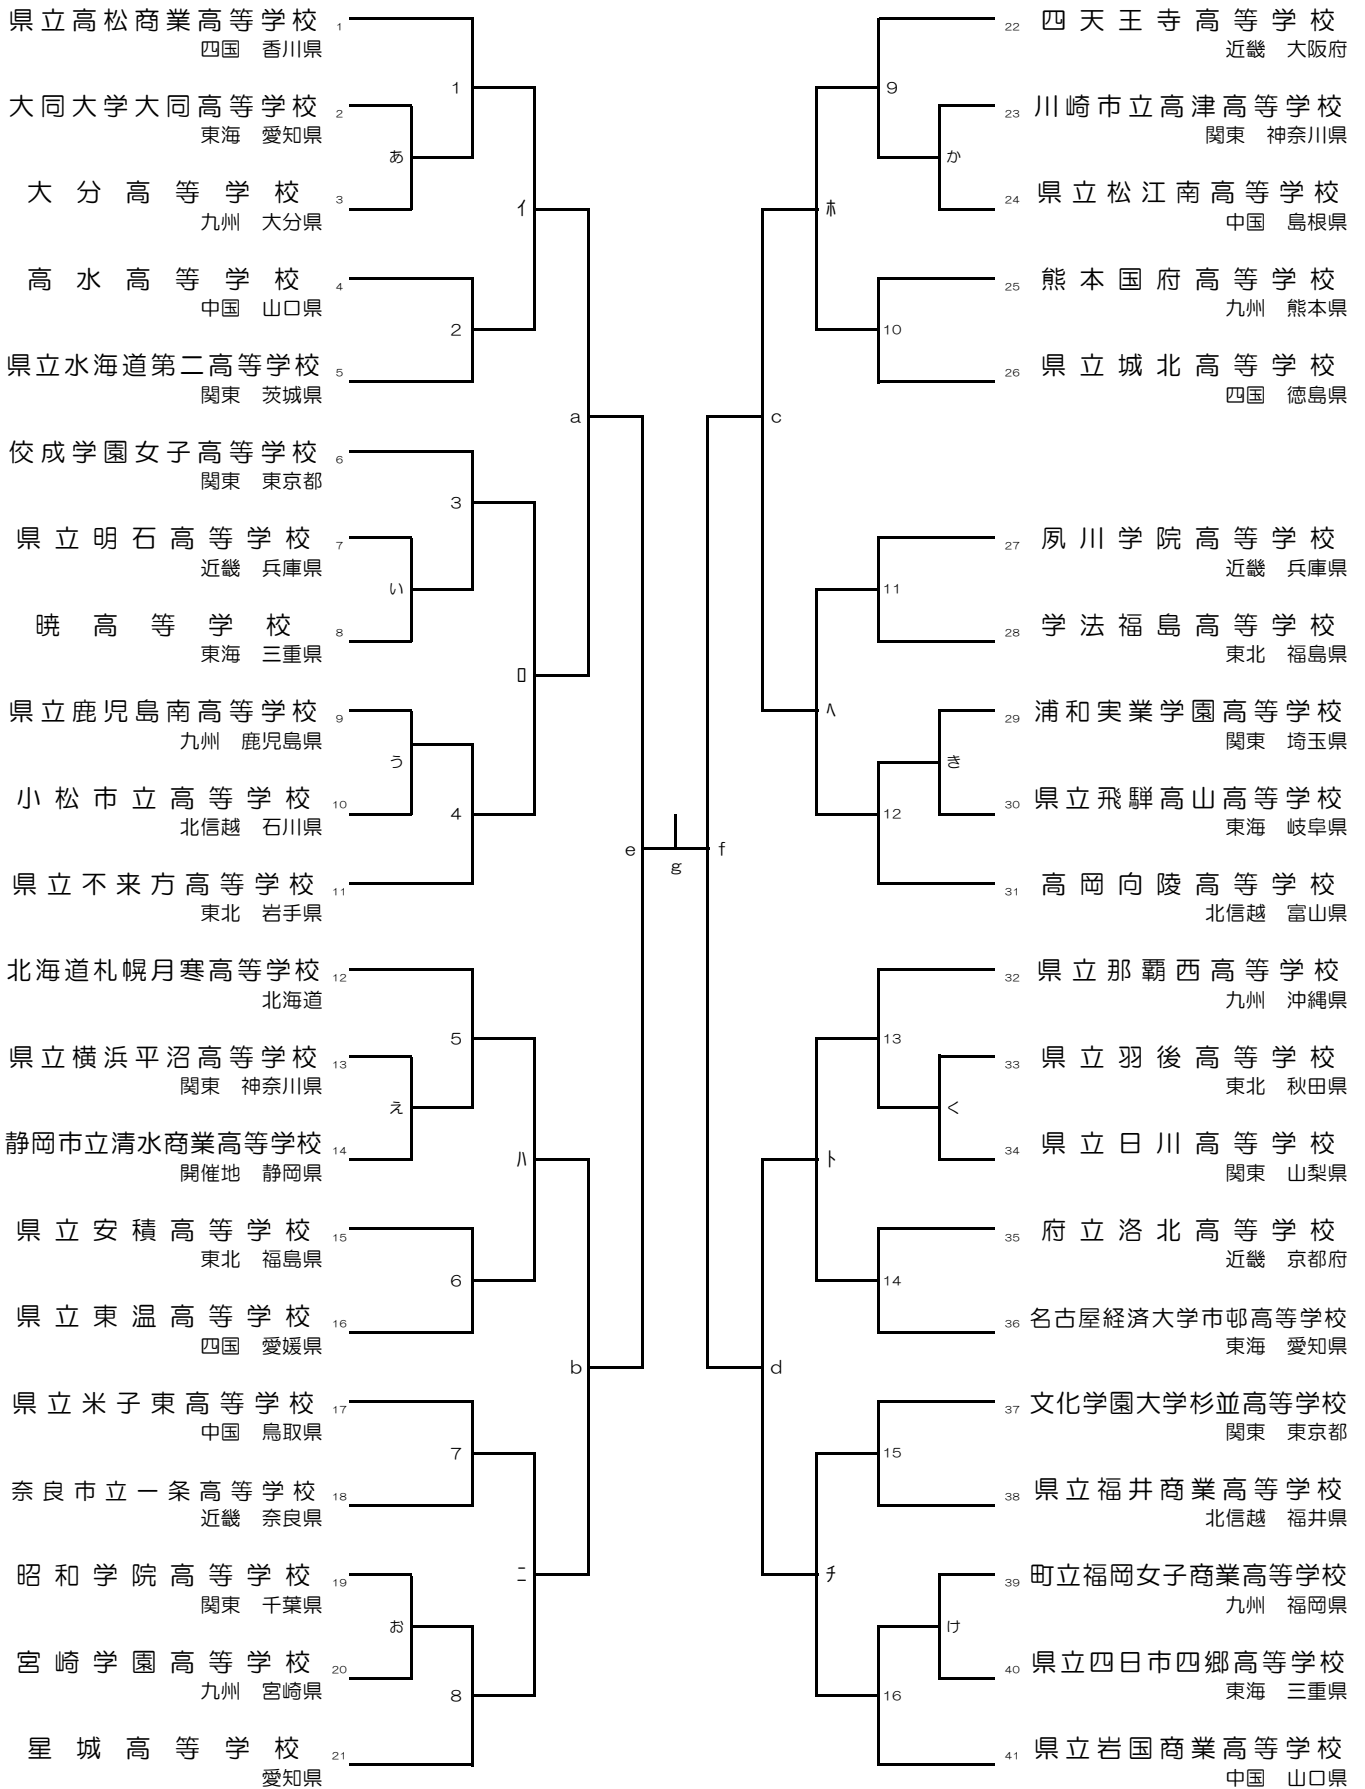 県立高松商業高等学校 1
四国 香川県
大同大学大同高等学校 2
東海 愛知県
大分高等学校 3
九州 大分県
高水高等学校 4
中国 山口県
県立水海道第二高等学校 5
関東 茨城県
佼成学園女子高等学校 6
関東 東京都
県立明石高等学校 7
近畿 兵庫県
暁高等学校 8
東海 三重県
県立鹿児島南高等学校 9
九州 鹿児島県
小松市立高等学校 10
北信越 石川県
県立不来方高等学校 11
東北 岩手県
北海道札幌月寒高等学校 12
北海道
県立横浜平沼高等学校 13
関東 神奈川県
静岡市立清水商業高等学校 14
開催地 静岡県
県立安積高等学校 15
東北 福島県
県立東温高等学校 16
四国 愛媛県
県立米子東高等学校 17
中国 鳥取県
奈良市立一条高等学校 18
近畿 奈良県
昭和学院高等学校 19
関東 千葉県
宮崎学園高等学校 20
九州 宮崎県
星城高等学校 21
愛知県
あ
い
う
え
お
1
2
3
4
5
6
7
8
イ
ロ
ハ
ニ
a
b
e
g
f
c
d
ホ
ヘ
ト
チ
9
10
11
12
13
14
15
16
か
き
く
け
22 四天王寺高等学校
近畿 大阪府
23 川崎市立高津高等学校
関東 神奈川県
24 県立松江南高等学校
中国 島根県
25 熊本国府高等学校
九州 熊本県
26 県立城北高等学校
四国 徳島県
27 夙川学院高等学校
近畿 兵庫県
28 学法福島高等学校
東北 福島県
29 浦和実業学園高等学校
関東 埼玉県
30 県立飛騨高山高等学校
東海 岐阜県
31 高岡向陵高等学校
北信越 富山県
32 県立那覇西高等学校
九州 沖縄県
33 県立羽後高等学校
東北 秋田県
34 県立日川高等学校
関東 山梨県
35 府立洛北高等学校
近畿 京都府
36 名古屋経済大学市邨高等学校
東海 愛知県
37 文化学園大学杉並高等学校
関東 東京都
38 県立福井商業高等学校
北信越 福井県
39 町立福岡女子商業高等学校
九州 福岡県
40 県立四日市四郷高等学校
東海 三重県
41 県立岩国商業高等学校
中国 山口県